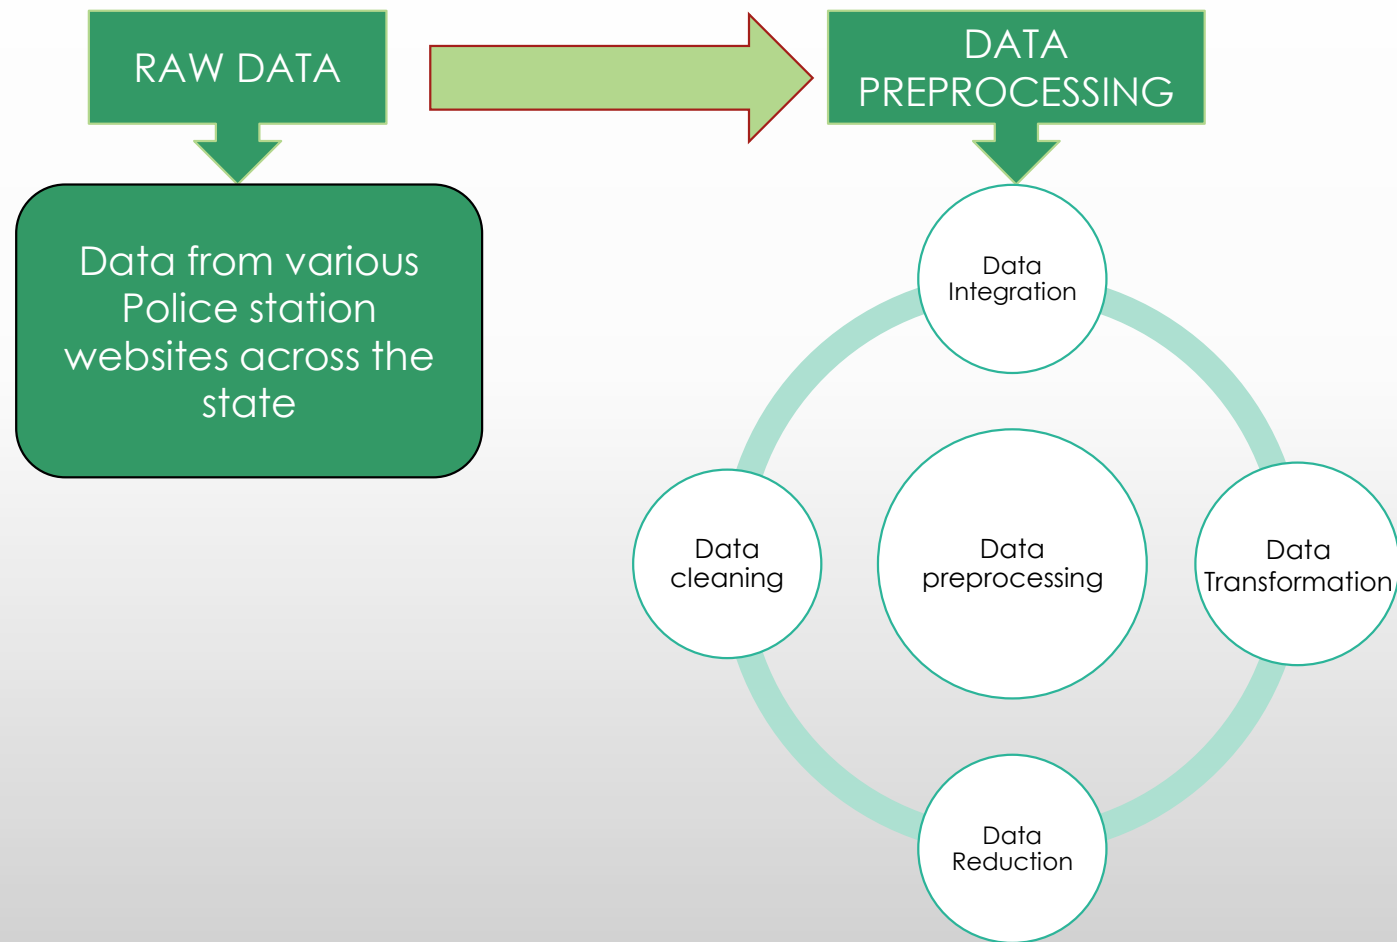 RAW DATA
DATA
PREPROCESSING
Data from various
Police station
websites across the
state
Data
Integration
Data
cleaning
Data
preprocessing
Data
Transformation
Data
Reduction